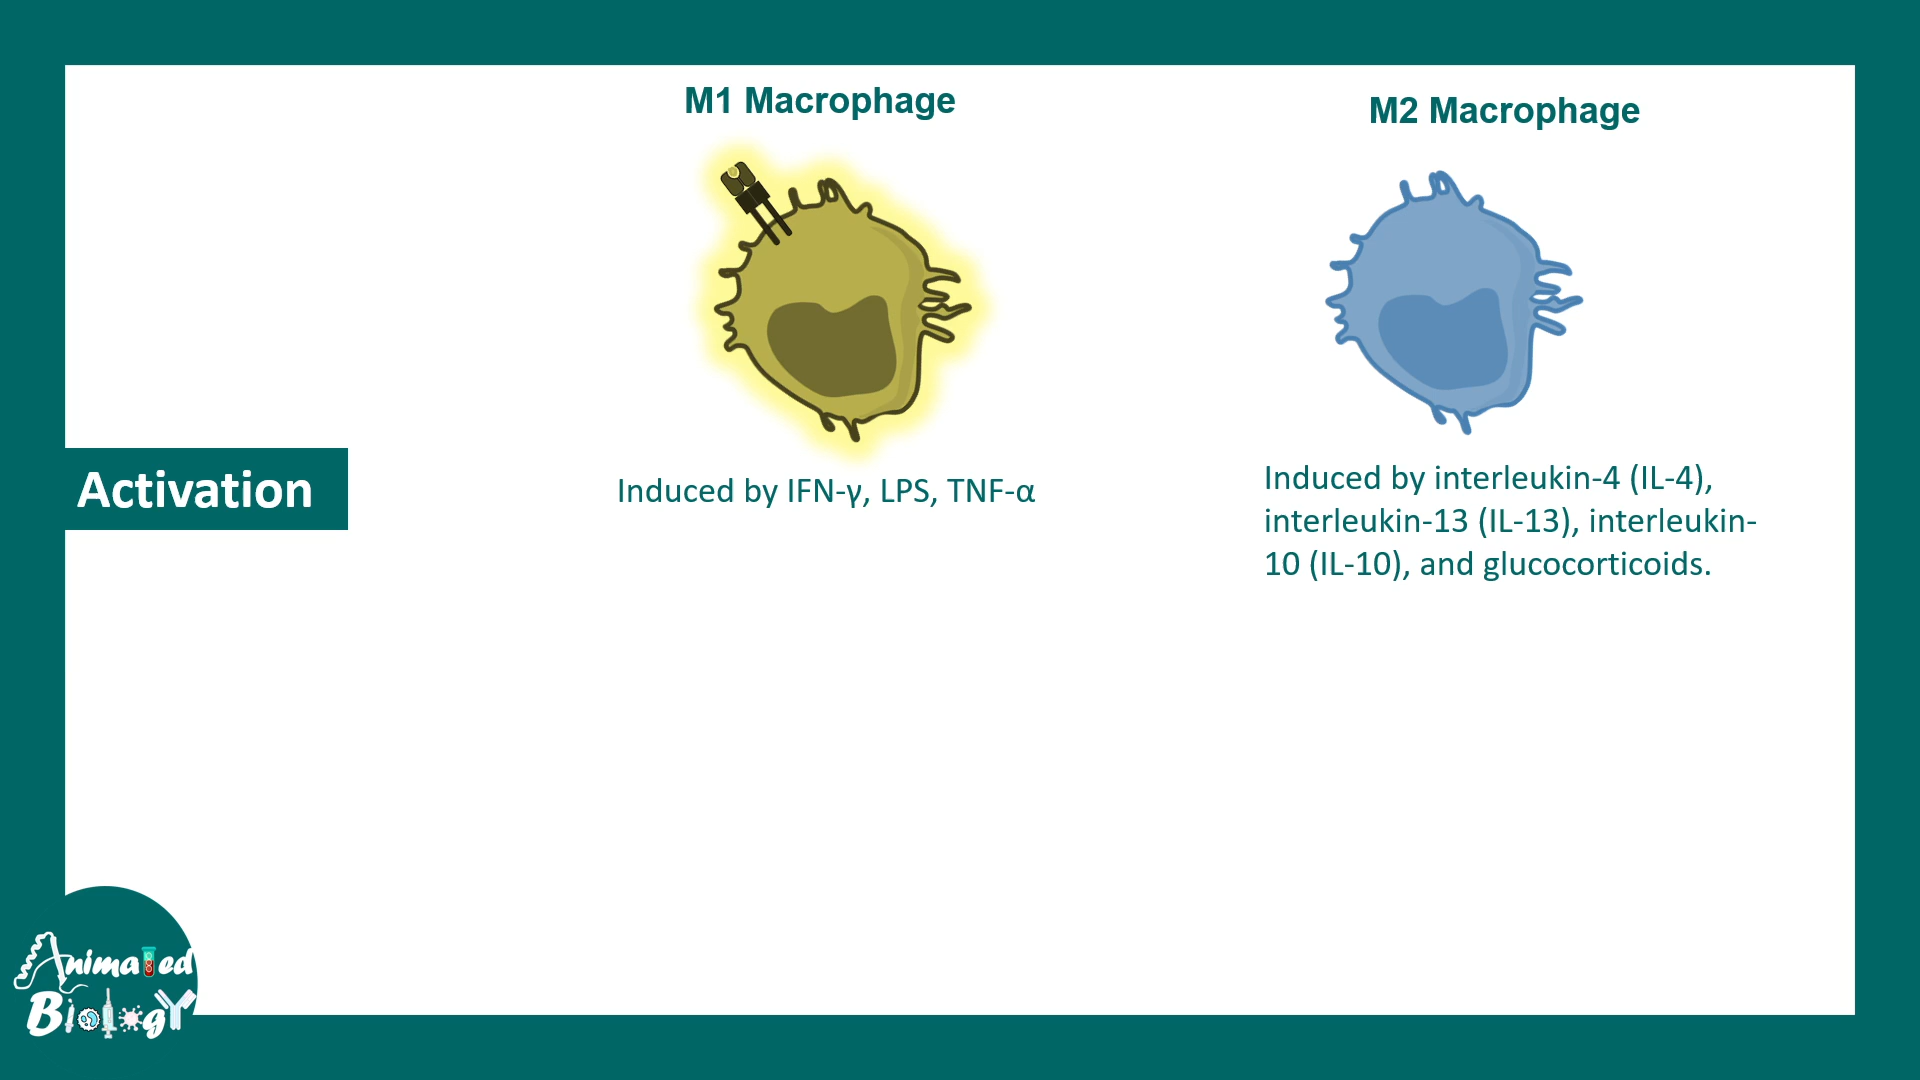 M1 Macrophage
M2 Macrophage
Activation
Induced by IFN-γ, LPS, TNF-α
Induced by interleukin-4 (IL-4),
interleukin-13 (IL-13), interleukin-
10 (IL-10), and glucocorticoids.
Animated
Biology